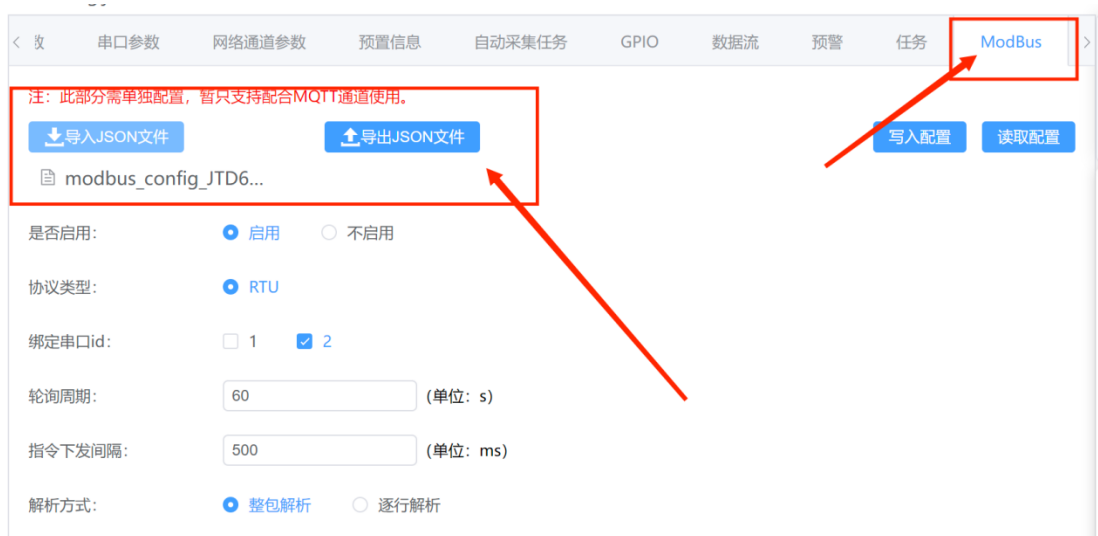 < 数 串口参数 网络通道参数 预置信息 自动采集任务 GPIO 数据流 预警 任务 ModBus >
注：此部分需单独配置，暂只支持配合MQTT通道使用。
导入JSON文件 导出JSON文件 写入配置 读取配置
modbus_config_JTD6...
是否启用： 启用 不启用
协议类型： RTU
绑定串口id： 1 2
轮询周期： 60 (单位：s)
指令下发间隔： 500 (单位：ms)
解析方式： 整包解析 逐行解析